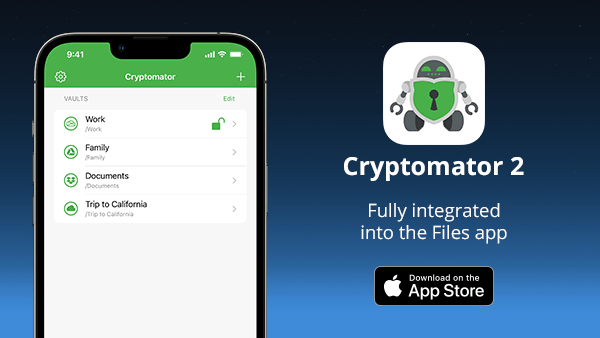 9:41
Cryptomator
VAULTS
Edit
Work
/Work
Family
/Family
Documents
/Documents
Trip to California
/Trip to California
Cryptomator 2
Fully integrated
into the Files app
Download on the
App Store